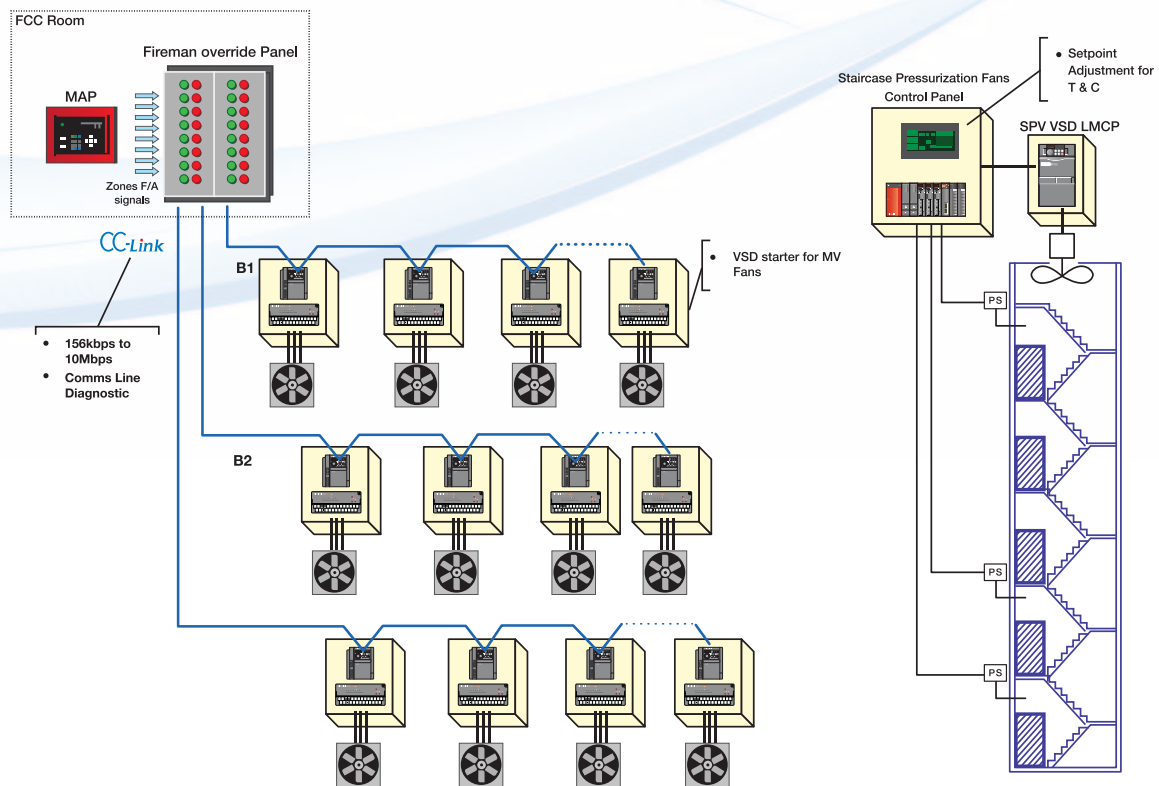 FCC Room
Fireman override Panel
MAP
Zones F/A
signals
CC-Link
• 156kbps to
10Mbps
• Comms Line
Diagnostic
B1
• VSD starter for MV
Fans
B2
Staircase Pressurization Fans
Control Panel
• Setpoint
Adjustment for
T & C
SPV VSD LMCP
PS
PS
PS